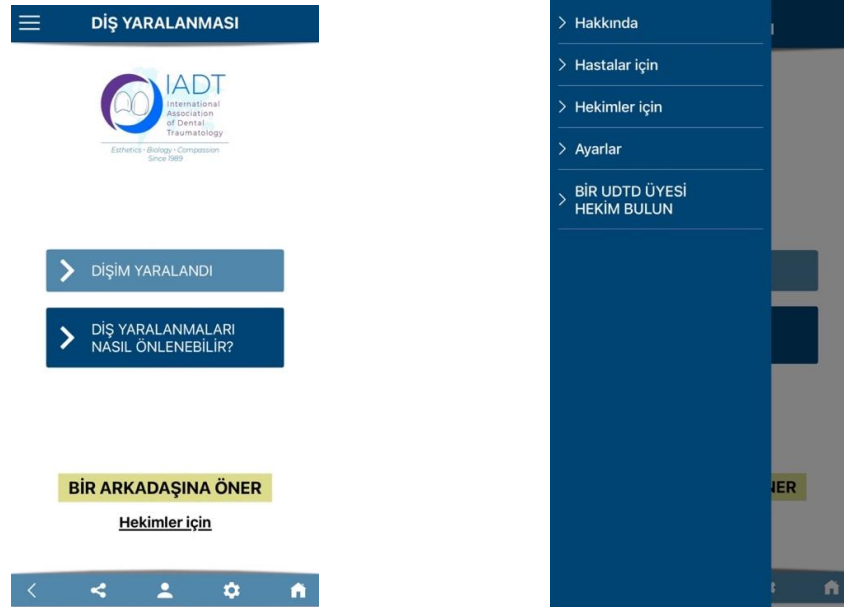 DİŞ YARALANMASI
IADT
International
Association
of Dental
Traumatology
Esthetics - Biology - Compassion
Since 1989
DİŞİM YARALANDI
DİŞ YARALANMALARI
NASIL ÖNLENEBİLİR?
BİR ARKADAŞINA ÖNER
Hekimler için
Hakkında
Hastalar için
Hekimler için
Ayarlar
BİR UDTD ÜYESİ
HEKİM BULUN
NER